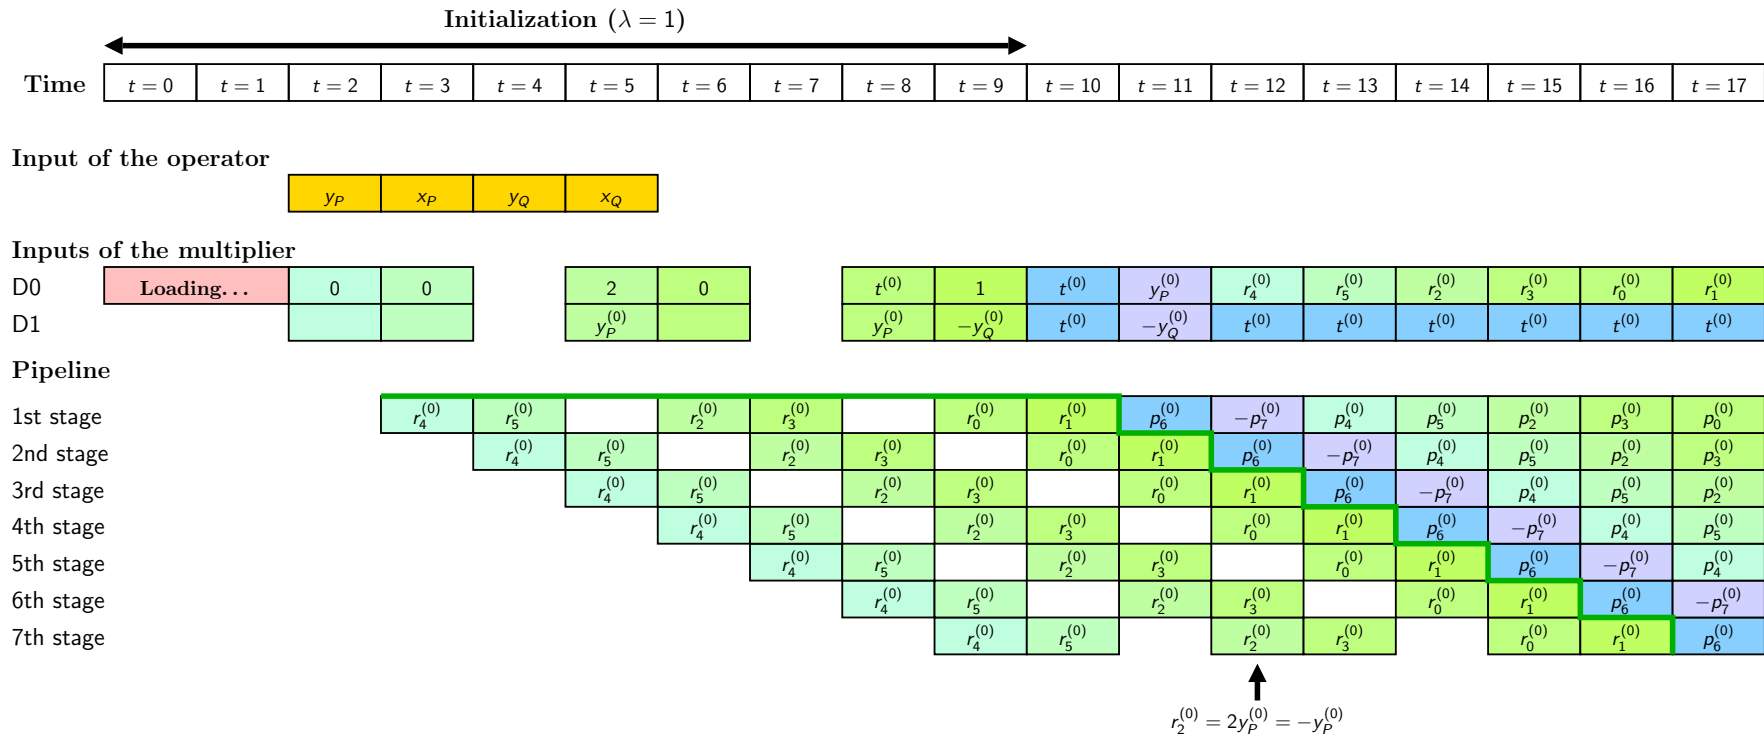 Initialization (λ = 1)
Time t = 0 t = 1 t = 2 t = 3 t = 4 t = 5 t = 6 t = 7 t = 8 t = 9 t = 10 t = 11 t = 12 t = 13 t = 14 t = 15 t = 16 t = 17
Input of the operator
y_P x_P y_Q x_Q
Inputs of the multiplier
D0 Loading... 0 0 2 0 t^(0) 1 t^(0) y_P^(0) r_4^(0) r_5^(0) r_2^(0) r_3^(0) r_0^(0) r_1^(0)
D1 y_P^(0) y_P^(0) −y_Q^(0) t^(0) −y_Q^(0) t^(0) t^(0) t^(0) t^(0) t^(0) t^(0)
Pipeline
1st stage r_4^(0) r_5^(0) r_2^(0) r_3^(0) r_0^(0) r_1^(0) p_6^(0) −p_7^(0) p_4^(0) p_5^(0) p_2^(0) p_3^(0) p_0^(0)
2nd stage r_4^(0) r_5^(0) r_2^(0) r_3^(0) r_0^(0) r_1^(0) p_6^(0) −p_7^(0) p_4^(0) p_5^(0) p_2^(0) p_3^(0)
3rd stage r_4^(0) r_5^(0) r_2^(0) r_3^(0) r_0^(0) r_1^(0) p_6^(0) −p_7^(0) p_4^(0) p_5^(0) p_2^(0)
4th stage r_4^(0) r_5^(0) r_2^(0) r_3^(0) r_0^(0) r_1^(0) p_6^(0) −p_7^(0) p_4^(0) p_5^(0)
5th stage r_4^(0) r_5^(0) r_2^(0) r_3^(0) r_0^(0) r_1^(0) p_6^(0) −p_7^(0) p_4^(0)
6th stage r_4^(0) r_5^(0) r_2^(0) r_3^(0) r_0^(0) r_1^(0) p_6^(0) −p_7^(0)
7th stage r_4^(0) r_5^(0) r_2^(0) r_3^(0) r_0^(0) r_1^(0) p_6^(0)
r_2^(0) = 2y_P^(0) = −y_P^(0)